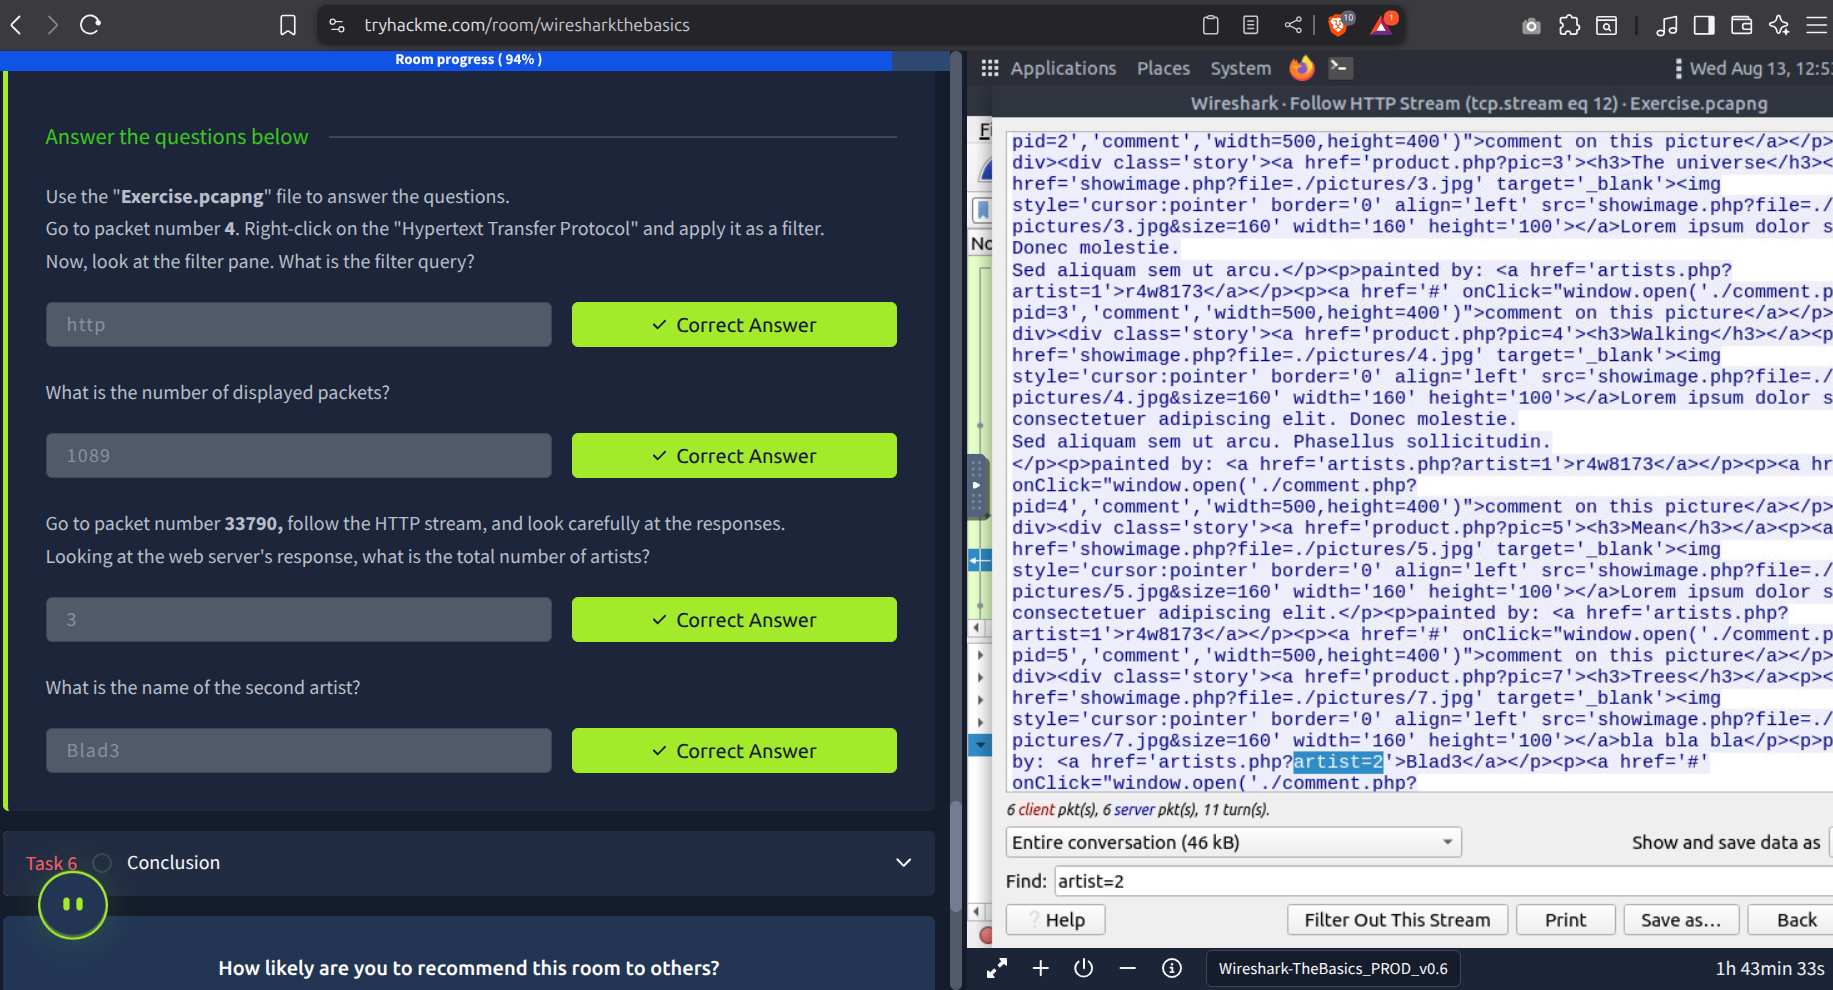 tryhackme.com/room/wiresharkthebasics
10
1
Room progress ( 94% )
Answer the questions below
Use the "Exercise.pcapng" file to answer the questions.
Go to packet number 4. Right-click on the "Hypertext Transfer Protocol" and apply it as a filter.
Now, look at the filter pane. What is the filter query?
http
✓ Correct Answer
What is the number of displayed packets?
1089
✓ Correct Answer
Go to packet number 33790, follow the HTTP stream, and look carefully at the responses.
Looking at the web server's response, what is the total number of artists?
3
✓ Correct Answer
What is the name of the second artist?
Blad3
✓ Correct Answer
Task 6
Conclusion
How likely are you to recommend this room to others?
Applications Places System
Wed Aug 13, 12:5
Wireshark · Follow HTTP Stream (tcp.stream eq 12) · Exercise.pcapng
Fi
No
pid=2','comment','width=500,height=400')">comment on this picture</a></p>
div><div class='story'><a href='product.php?pic=3'><h3>The universe</h3><
href='showimage.php?file=./pictures/3.jpg' target='_blank'><img
style='cursor:pointer' border='0' align='left' src='showimage.php?file=./
pictures/3.jpg&size=160' width='160' height='100'></a>Lorem ipsum dolor s
Donec molestie.
Sed aliquam sem ut arcu.</p><p>painted by: <a href='artists.php?
artist=1'>r4w8173</a></p><p><a href='#' onClick="window.open('./comment.p
pid=3','comment','width=500,height=400')">comment on this picture</a></p>
div><div class='story'><a href='product.php?pic=4'><h3>Walking</h3></a><p
href='showimage.php?file=./pictures/4.jpg' target='_blank'><img
style='cursor:pointer' border='0' align='left' src='showimage.php?file=./
pictures/4.jpg&size=160' width='160' height='100'></a>Lorem ipsum dolor s
consectetuer adipiscing elit. Donec molestie.
Sed aliquam sem ut arcu. Phasellus sollicitudin.
</p><p>painted by: <a href='artists.php?artist=1'>r4w8173</a></p><p><a hr
onClick="window.open('./comment.php?
pid=4','comment','width=500,height=400')">comment on this picture</a></p>
div><div class='story'><a href='product.php?pic=5'><h3>Mean</h3></a><p><a
href='showimage.php?file=./pictures/5.jpg' target='_blank'><img
style='cursor:pointer' border='0' align='left' src='showimage.php?file=./
pictures/5.jpg&size=160' width='160' height='100'></a>Lorem ipsum dolor s
consectetuer adipiscing elit.</p><p>painted by: <a href='artists.php?
artist=1'>r4w8173</a></p><p><a href='#' onClick="window.open('./comment.p
pid=5','comment','width=500,height=400')">comment on this picture</a></p>
div><div class='story'><a href='product.php?pic=7'><h3>Trees</h3></a><p><
href='showimage.php?file=./pictures/7.jpg' target='_blank'><img
style='cursor:pointer' border='0' align='left' src='showimage.php?file=./
pictures/7.jpg&size=160' width='160' height='100'></a>bla bla bla</p><p>p
by: <a href='artists.php?artist=2'>Blad3</a></p><p><a href='#'
onClick="window.open('./comment.php?
6 client pkt(s), 6 server pkt(s), 11 turn(s).
Entire conversation (46 kB)
Show and save data as
Find: artist=2
? Help
Filter Out This Stream
Print
Save as...
Back
Wireshark-TheBasics_PROD_v0.6
1h 43min 33s